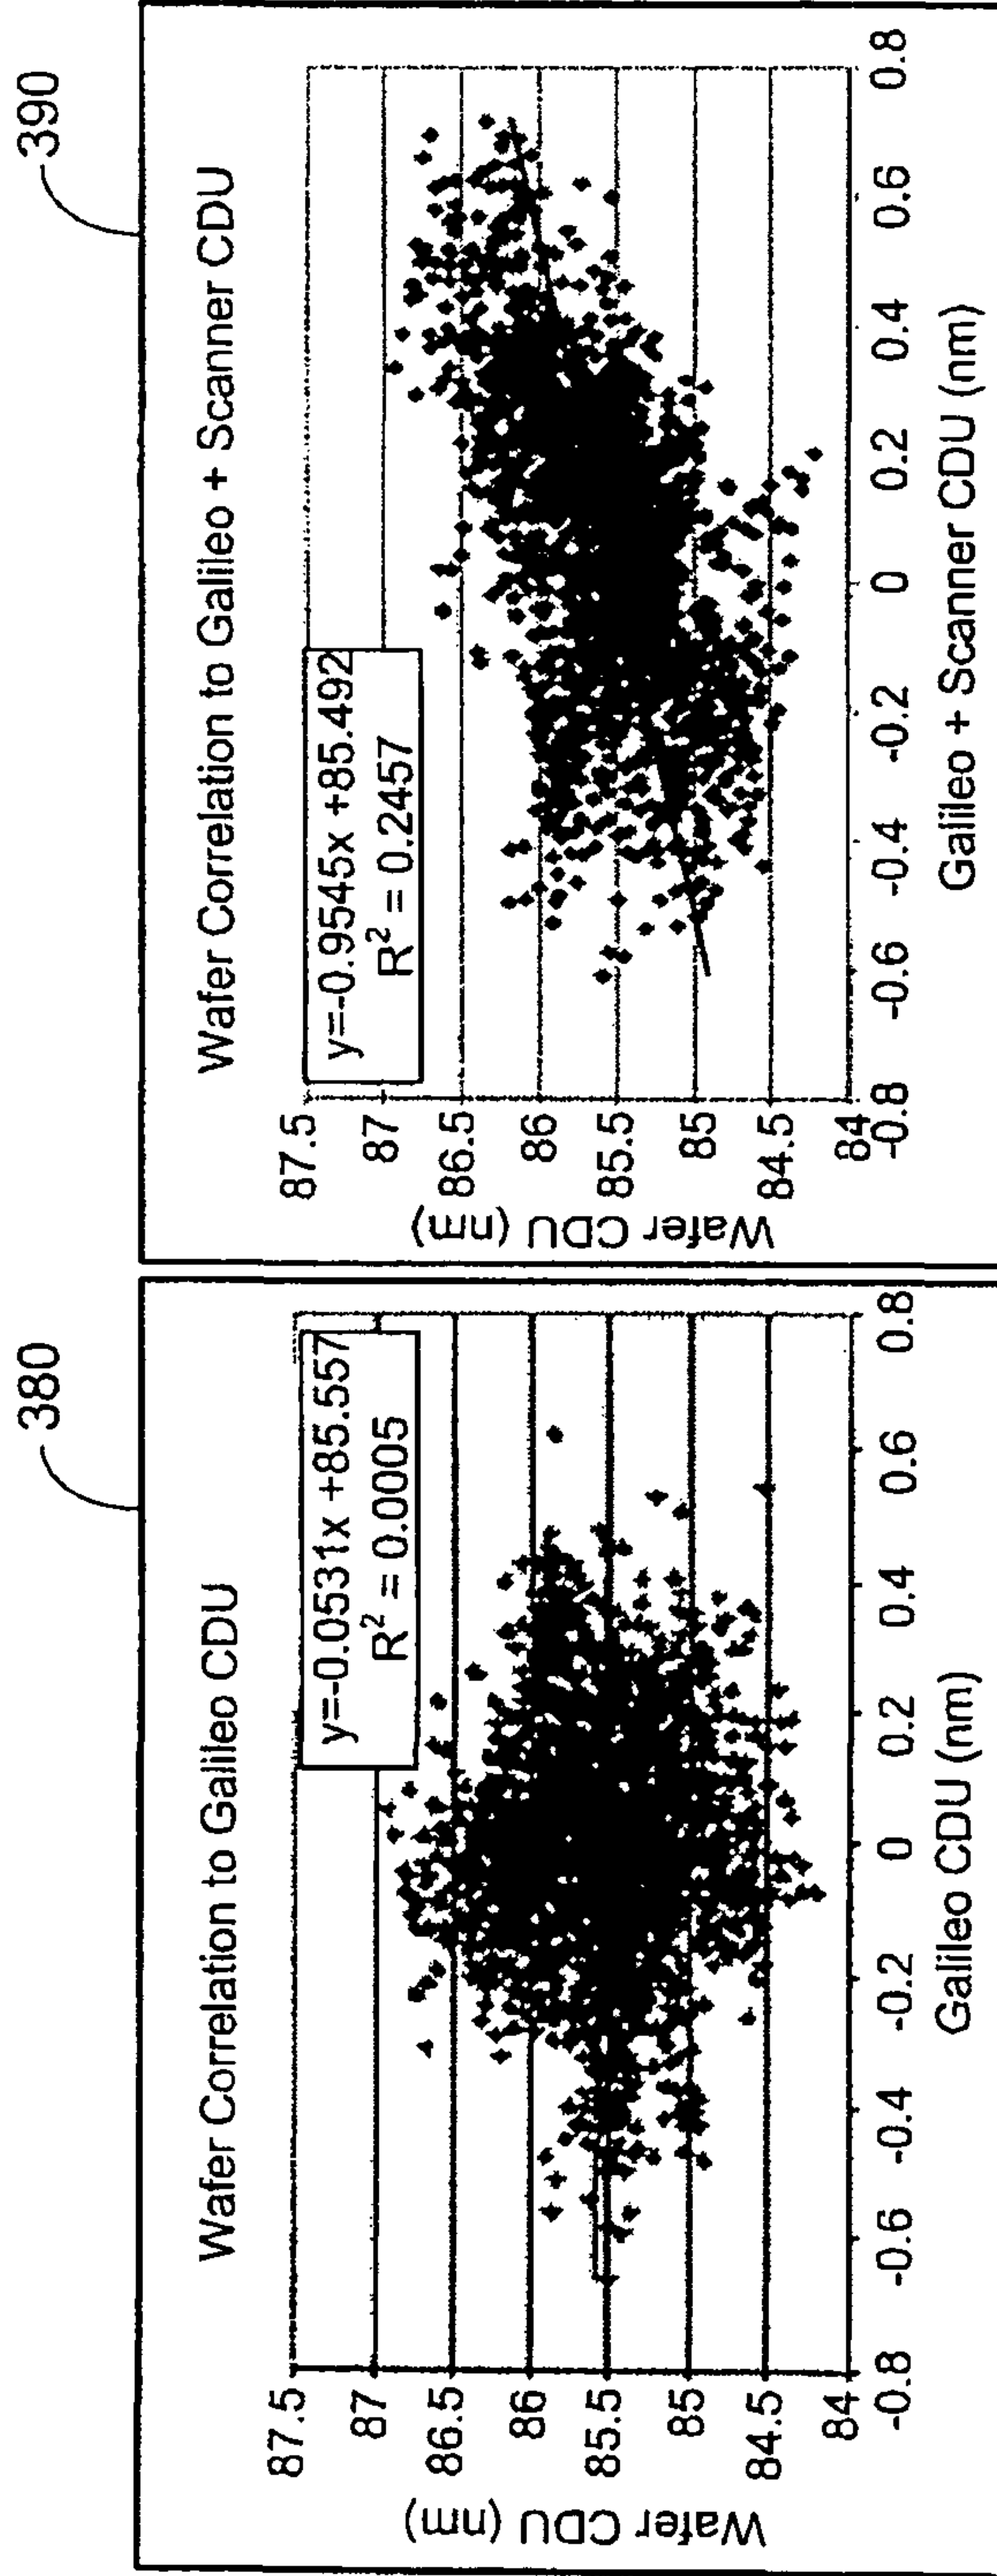 380
Wafer Correlation to Galileo CDU
y=-0.0531x +85.557
R² = 0.0005
Wafer CDU (nm)
87.5
87
86.5
86
85.5
85
84.5
84
-0.8 -0.6 -0.4 -0.2 0 0.2 0.4 0.6 0.8
Galileo CDU (nm)
390
Wafer Correlation to Galileo + Scanner CDU
y=-0.9545x +85.492
R² = 0.2457
Wafer CDU (nm)
87.5
87
86.5
86
85.5
85
84.5
84
-0.8 -0.6 -0.4 -0.2 0 0.2 0.4 0.6 0.8
Galileo + Scanner CDU (nm)